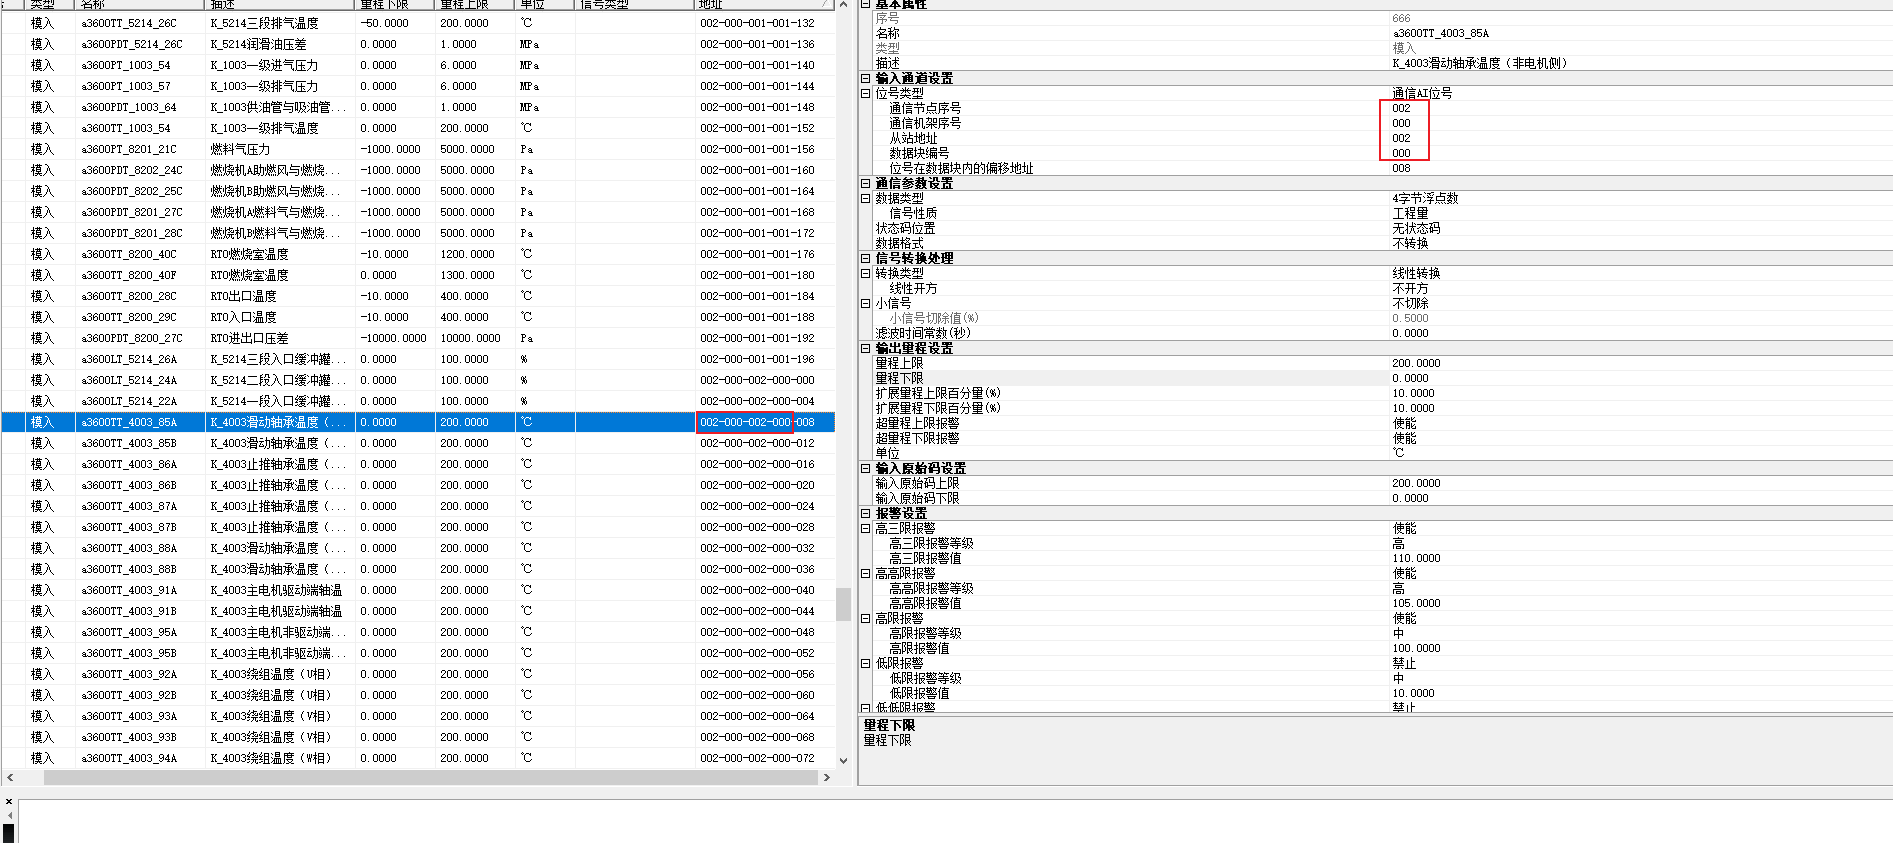 类型 名称 描述 量程下限 量程上限 单位 信号类型 地址
模入 a3600TT_5214_26C K_5214三段排气温度 -50.0000 200.0000 ℃ 002-000-001-001-132
模入 a3600PDT_5214_26C K_5214润滑油压差 0.0000 1.0000 MPa 002-000-001-001-136
模入 a3600PT_1003_54 K_1003一级进气压力 0.0000 6.0000 MPa 002-000-001-001-140
模入 a3600PT_1003_57 K_1003一级排气压力 0.0000 6.0000 MPa 002-000-001-001-144
模入 a3600PDT_1003_64 K_1003供油管与吸油管... 0.0000 1.0000 MPa 002-000-001-001-148
模入 a3600TT_1003_54 K_1003一级排气温度 0.0000 200.0000 ℃ 002-000-001-001-152
模入 a3600PT_8201_21C 燃料气压力 -1000.0000 5000.0000 Pa 002-000-001-001-156
模入 a3600PDT_8202_24C 燃烧机A助燃风与燃烧... -1000.0000 5000.0000 Pa 002-000-001-001-160
模入 a3600PDT_8202_25C 燃烧机B助燃风与燃烧... -1000.0000 5000.0000 Pa 002-000-001-001-164
模入 a3600PDT_8201_27C 燃烧机A燃料气与燃烧... -1000.0000 5000.0000 Pa 002-000-001-001-168
模入 a3600PDT_8201_28C 燃烧机B燃料气与燃烧... -1000.0000 5000.0000 Pa 002-000-001-001-172
模入 a3600TT_8200_40C RTO燃烧室温度 -10.0000 1200.0000 ℃ 002-000-001-001-176
模入 a3600TT_8200_40F RTO燃烧室温度 0.0000 1300.0000 ℃ 002-000-001-001-180
模入 a3600TT_8200_28C RTO出口温度 -10.0000 400.0000 ℃ 002-000-001-001-184
模入 a3600TT_8200_29C RTO入口温度 -10.0000 400.0000 ℃ 002-000-001-001-188
模入 a3600PDT_8200_27C RTO进出口压差 -10000.0000 10000.0000 Pa 002-000-001-001-192
模入 a3600LT_5214_26A K_5214三段入口缓冲罐... 0.0000 100.0000 % 002-000-001-001-196
模入 a3600LT_5214_24A K_5214二段入口缓冲罐... 0.0000 100.0000 % 002-000-002-000-000
模入 a3600LT_5214_22A K_5214一段入口缓冲罐... 0.0000 100.0000 % 002-000-002-000-004
模入 a3600TT_4003_85A K_4003滑动轴承温度（... 0.0000 200.0000 ℃ 002-000-002-000-008
模入 a3600TT_4003_85B K_4003滑动轴承温度（... 0.0000 200.0000 ℃ 002-000-002-000-012
模入 a3600TT_4003_86A K_4003止推轴承温度（... 0.0000 200.0000 ℃ 002-000-002-000-016
模入 a3600TT_4003_86B K_4003止推轴承温度（... 0.0000 200.0000 ℃ 002-000-002-000-020
模入 a3600TT_4003_87A K_4003止推轴承温度（... 0.0000 200.0000 ℃ 002-000-002-000-024
模入 a3600TT_4003_87B K_4003止推轴承温度（... 0.0000 200.0000 ℃ 002-000-002-000-028
模入 a3600TT_4003_88A K_4003滑动轴承温度（... 0.0000 200.0000 ℃ 002-000-002-000-032
模入 a3600TT_4003_88B K_4003滑动轴承温度（... 0.0000 200.0000 ℃ 002-000-002-000-036
模入 a3600TT_4003_91A K_4003主电机驱动端轴温 0.0000 200.0000 ℃ 002-000-002-000-040
模入 a3600TT_4003_91B K_4003主电机驱动端轴温 0.0000 200.0000 ℃ 002-000-002-000-044
模入 a3600TT_4003_95A K_4003主电机非驱动端... 0.0000 200.0000 ℃ 002-000-002-000-048
模入 a3600TT_4003_95B K_4003主电机非驱动端... 0.0000 200.0000 ℃ 002-000-002-000-052
模入 a3600TT_4003_92A K_4003绕组温度（U相） 0.0000 200.0000 ℃ 002-000-002-000-056
模入 a3600TT_4003_92B K_4003绕组温度（U相） 0.0000 200.0000 ℃ 002-000-002-000-060
模入 a3600TT_4003_93A K_4003绕组温度（V相） 0.0000 200.0000 ℃ 002-000-002-000-064
模入 a3600TT_4003_93B K_4003绕组温度（V相） 0.0000 200.0000 ℃ 002-000-002-000-068
模入 a3600TT_4003_94A K_4003绕组温度（W相） 0.0000 200.0000 ℃ 002-000-002-000-072
基本属性
序号 666
名称 a3600TT_4003_85A
类型 模入
描述 K_4003滑动轴承温度（非电机侧）
输入通道设置
位号类型 通信AI位号
通信节点序号 002
通信机架序号 000
从站地址 002
数据块编号 000
位号在数据块内的偏移地址 008
通信参数设置
数据类型 4字节浮点数
信号性质 工程量
状态码位置 无状态码
数据格式 不转换
信号转换处理
转换类型 线性转换
线性开方 不开方
小信号 不切除
小信号切除值(%) 0.5000
滤波时间常数(秒) 0.0000
输出量程设置
量程上限 200.0000
量程下限 0.0000
扩展量程上限百分量(%) 10.0000
扩展量程下限百分量(%) 10.0000
超量程上限报警 使能
超量程下限报警 使能
单位 ℃
输入原始码设置
输入原始码上限 200.0000
输入原始码下限 0.0000
报警设置
高三限报警 使能
高三限报警等级 高
高三限报警值 110.0000
高高限报警 使能
高高限报警等级 高
高高限报警值 105.0000
高限报警 使能
高限报警等级 中
高限报警值 100.0000
低限报警 禁止
低限报警等级 中
低限报警值 10.0000
低低限报警 禁止
量程下限
量程下限